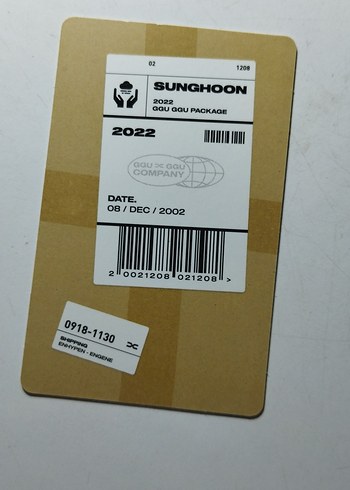 02 1208
SUNGHOON
2022
GGU GGU PACKAGE
2022
GGU GGU
COMPANY
DATE.
08 / DEC / 2002
2 0021208 021208 >
0918-1130
SHIPPING
ENHYPEN - ENGENE